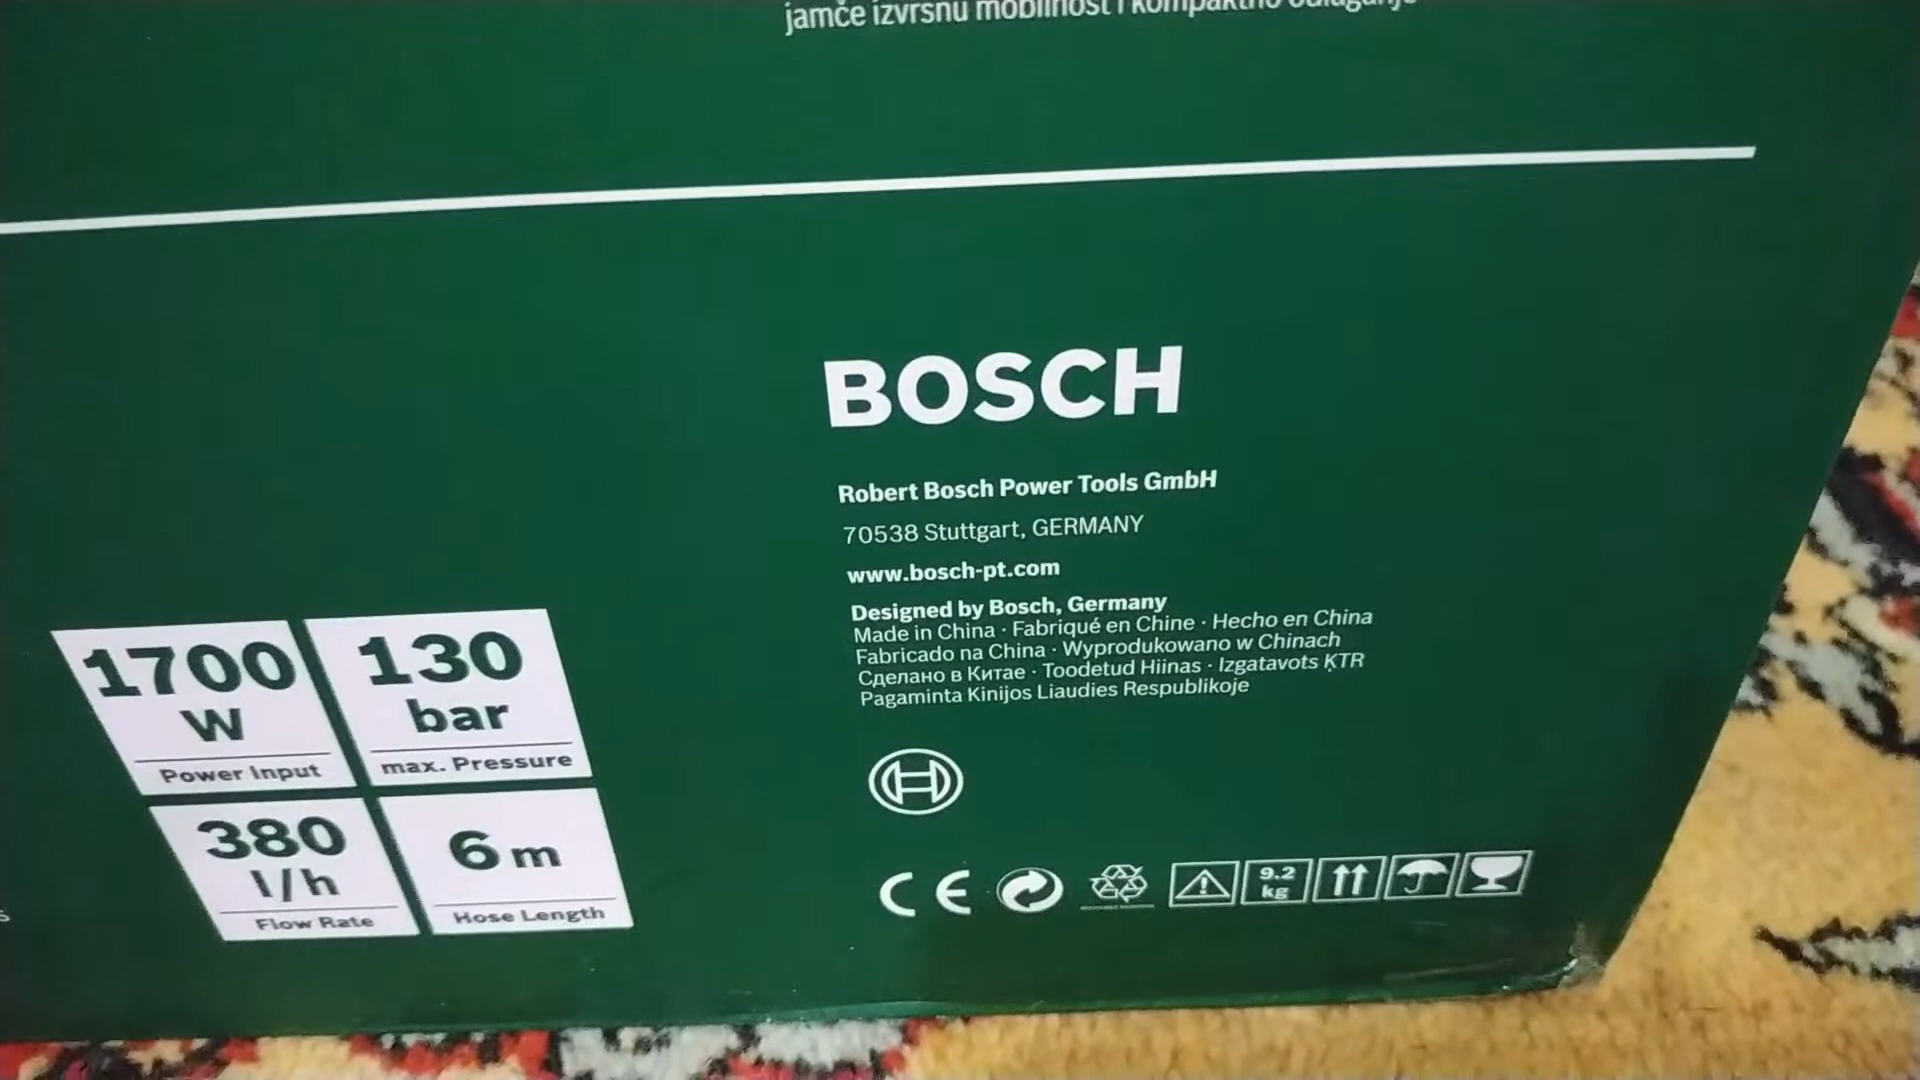 jamče izvrsnu mobilnost i kompaktno odlaganje
BOSCH
Robert Bosch Power Tools GmbH
70538 Stuttgart, GERMANY
www.bosch-pt.com
Designed by Bosch, Germany
Made in China · Fabriqué en Chine · Hecho en China
Fabricado na China · Wyprodukowano w Chinach
Сделано в Китае · Toodetud Hiinas · Izgatavots ĶTR
Pagaminta Kinijos Liaudies Respublikoje
1700
W
Power Input
130
bar
max. Pressure
380
l/h
Flow Rate
6 m
Hose Length
CE
9.2
kg